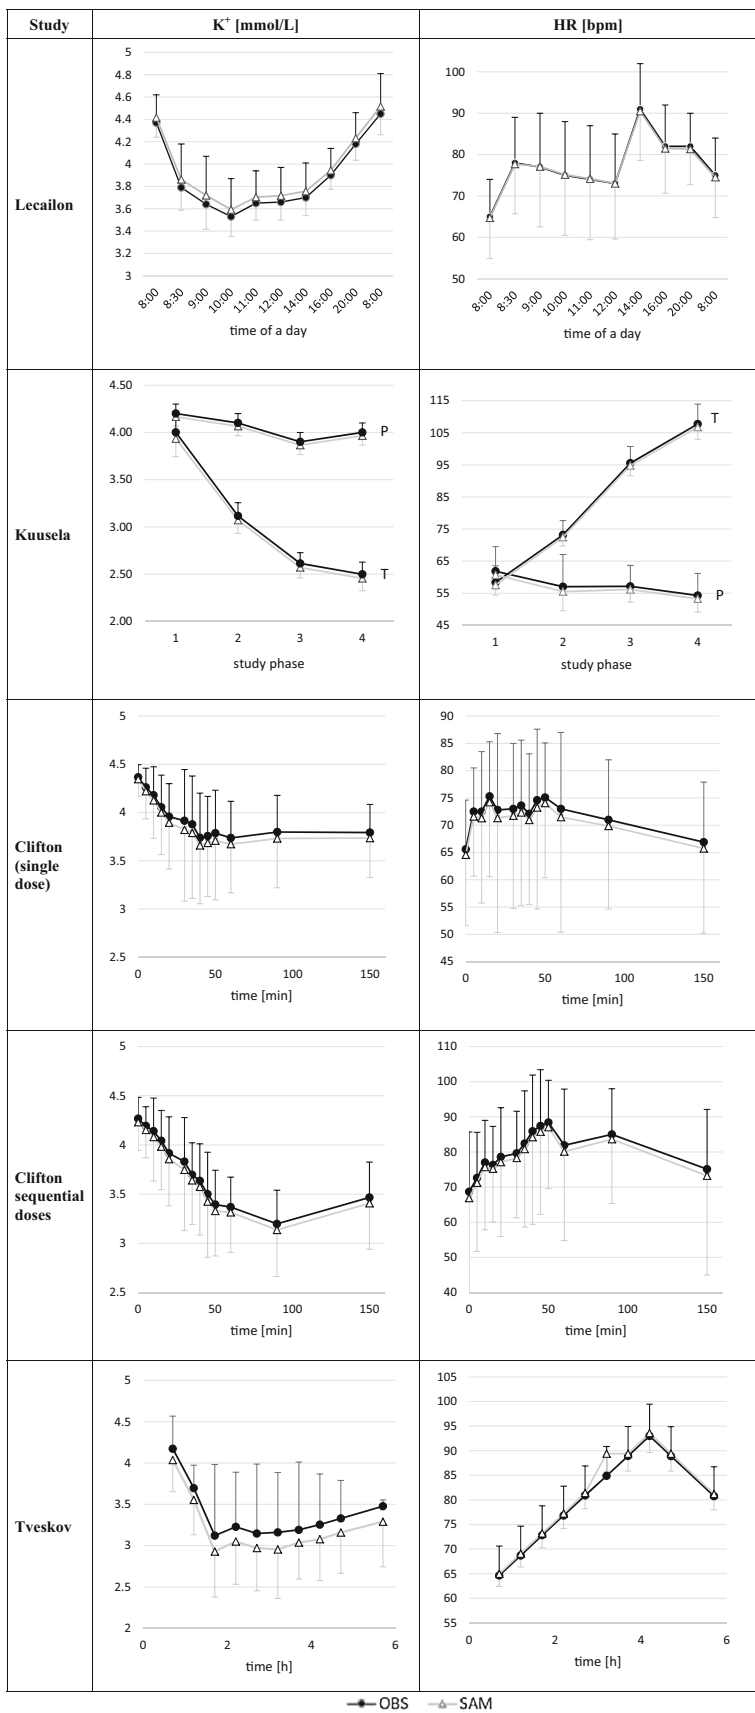 Study K⁺ [mmol/L] HR [bpm]
Lecailon
5
4.8
4.6
4.4
4.2
4
3.8
3.6
3.4
3.2
3
8:00 8:30 9:00 10:00 11:00 12:00 14:00 16:00 20:00 8:00
time of a day
100
90
80
70
60
50
8:00 8:30 9:00 10:00 11:00 12:00 14:00 16:00 20:00 8:00
time of a day
Kuusela
4.50
4.00
3.50
3.00
2.50
2.00
P
T
1 2 3 4
study phase
115
105
95
85
75
65
55
45
T
P
1 2 3 4
study phase
Clifton
(single
dose)
5
4.5
4
3.5
3
2.5
0 50 100 150
time [min]
90
85
80
75
70
65
60
55
50
45
0 50 100 150
time [min]
Clifton
sequential
doses
5
4.5
4
3.5
3
2.5
0 50 100 150
time [min]
110
100
90
80
70
60
50
40
0 50 100 150
time [min]
Tveskov
5
4.5
4
3.5
3
2.5
2
0 2 4 6
time [h]
105
100
95
90
85
80
75
70
65
60
55
0 2 4 6
time [h]
OBS SAM